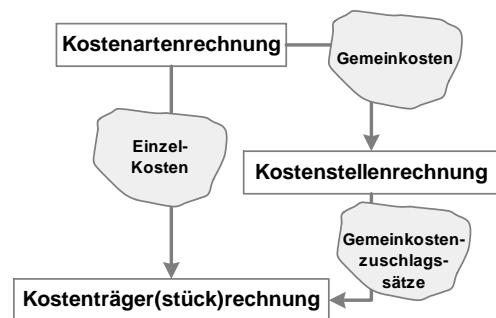 Kostenartenrechnung
Gemeinkosten
Einzel-
Kosten
Kostenstellenrechnung
Gemeinkosten-
zuschlags-
sätze
Kostenträger(stück)rechnung